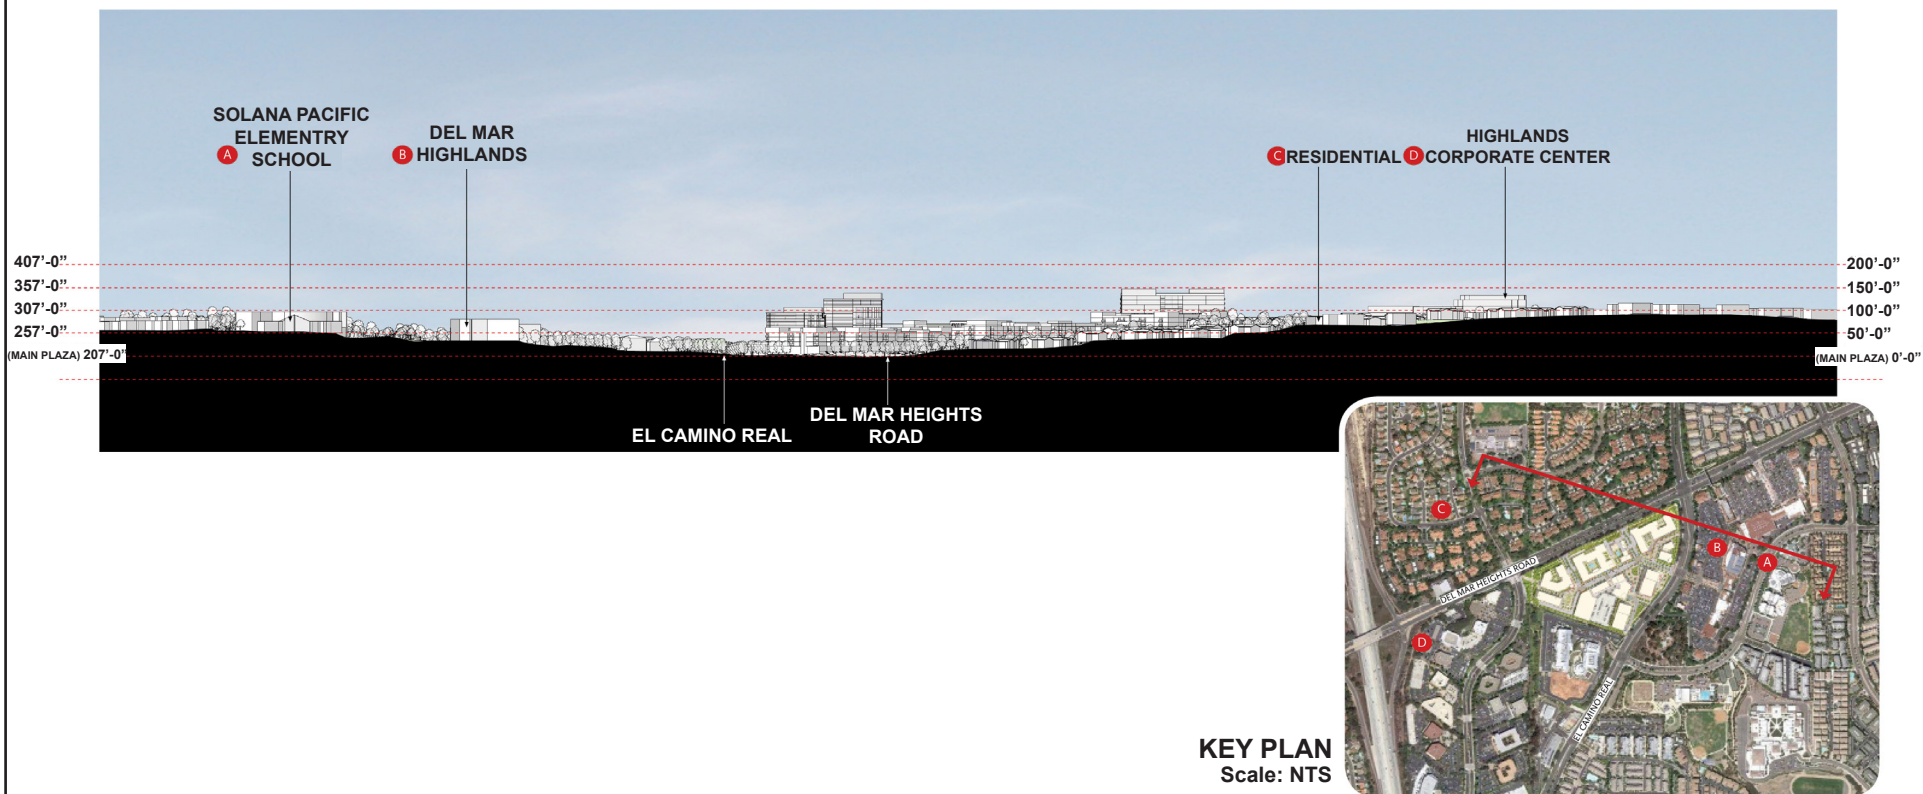 SOLANA PACIFIC
ELEMENTRY
A SCHOOL
DEL MAR
B HIGHLANDS
C RESIDENTIAL
HIGHLANDS
D CORPORATE CENTER
407’-0”
357’-0”
307’-0”
257’-0”
(MAIN PLAZA) 207’-0”
200’-0”
150’-0”
100’-0”
50’-0”
(MAIN PLAZA) 0’-0”
EL CAMINO REAL
DEL MAR HEIGHTS
ROAD
C
B
A
DEL MAR HEIGHTS ROAD
D
EL CAMINO REAL
KEY PLAN
Scale: NTS